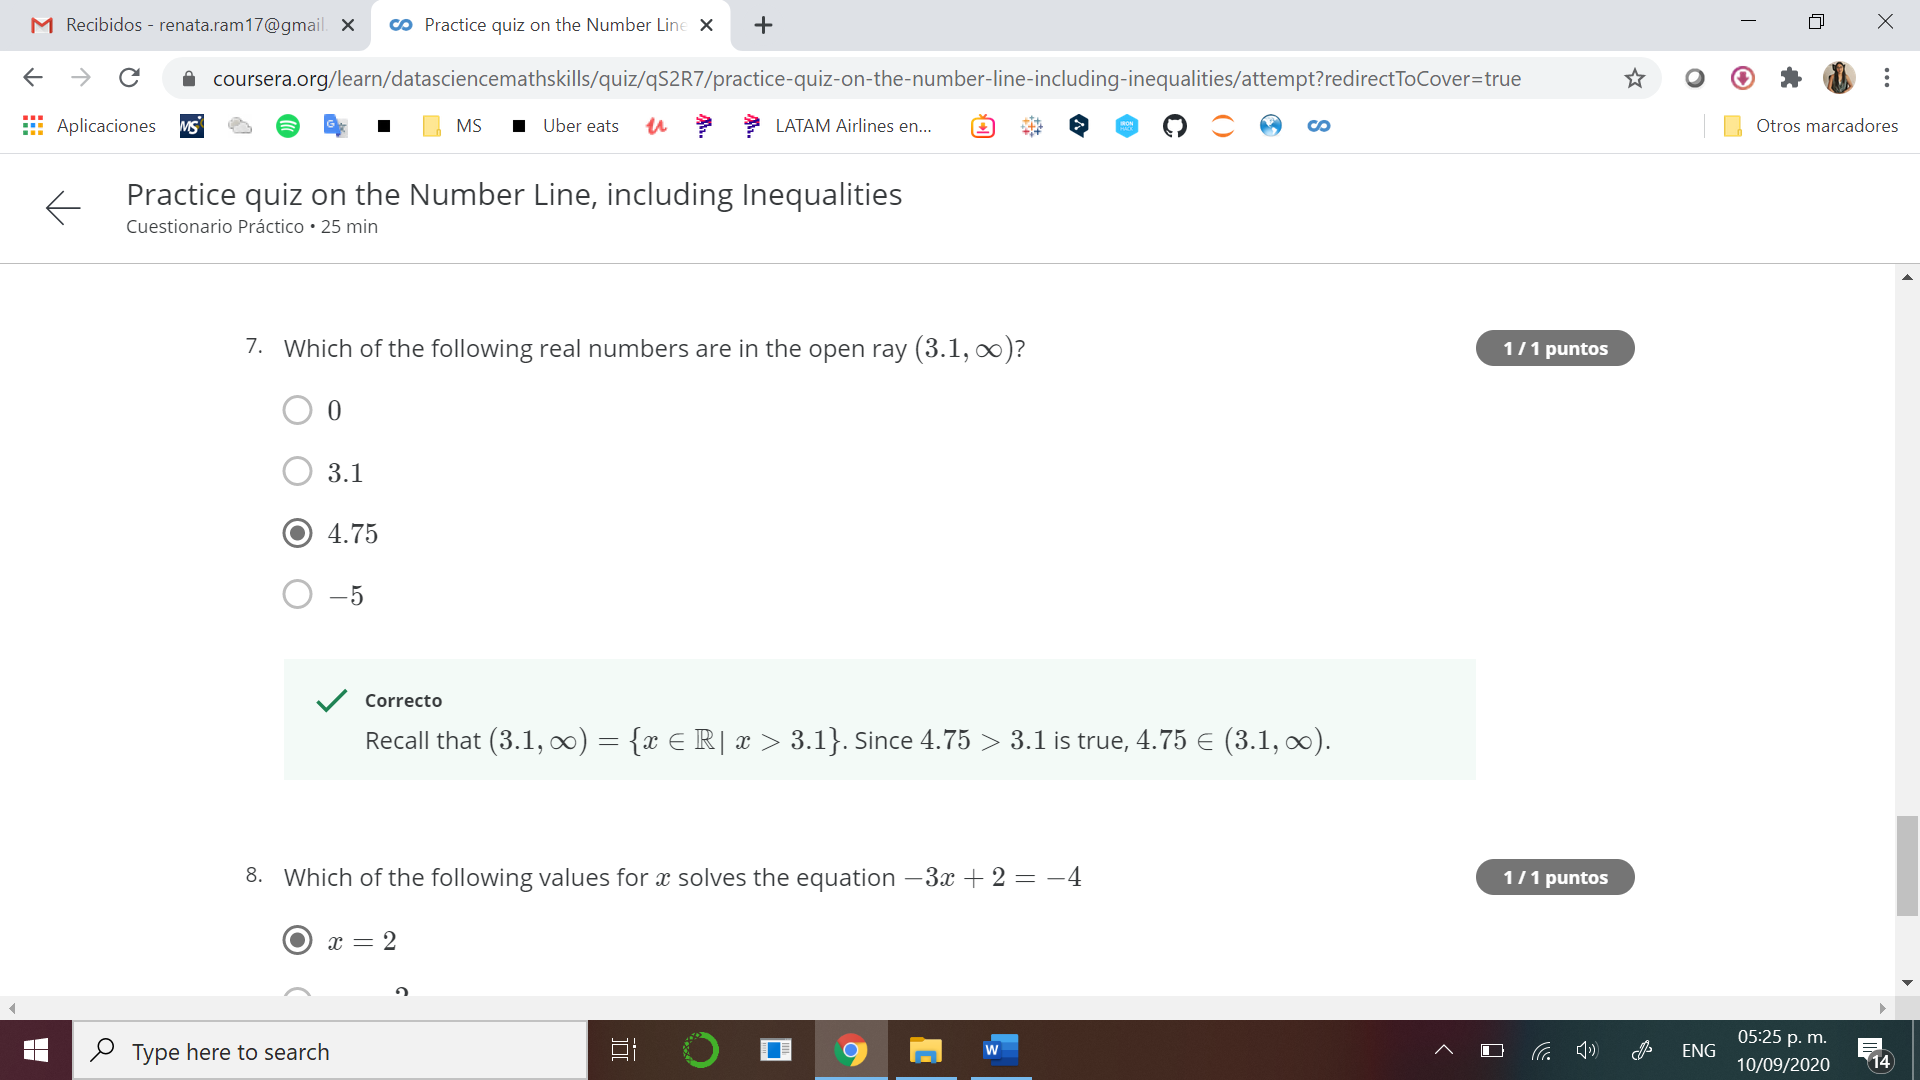 Recibidos - renata.ram17@gmail.
Practice quiz on the Number Line
coursera.org/learn/datasciencemathskills/quiz/qS2R7/practice-quiz-on-the-number-line-including-inequalities/attempt?redirectToCover=true
Aplicaciones MS MS Uber eats LATAM Airlines en... Otros marcadores
Practice quiz on the Number Line, including Inequalities
Cuestionario Práctico • 25 min
7. Which of the following real numbers are in the open ray (3.1, ∞)?
1 / 1 puntos
0
3.1
4.75
−5
Correcto
Recall that (3.1, ∞) = {x ∈ ℝ| x > 3.1}. Since 4.75 > 3.1 is true, 4.75 ∈ (3.1, ∞).
8. Which of the following values for x solves the equation −3x + 2 = −4
1 / 1 puntos
x = 2
Type here to search
W
ENG
05:25 p. m.
10/09/2020
14